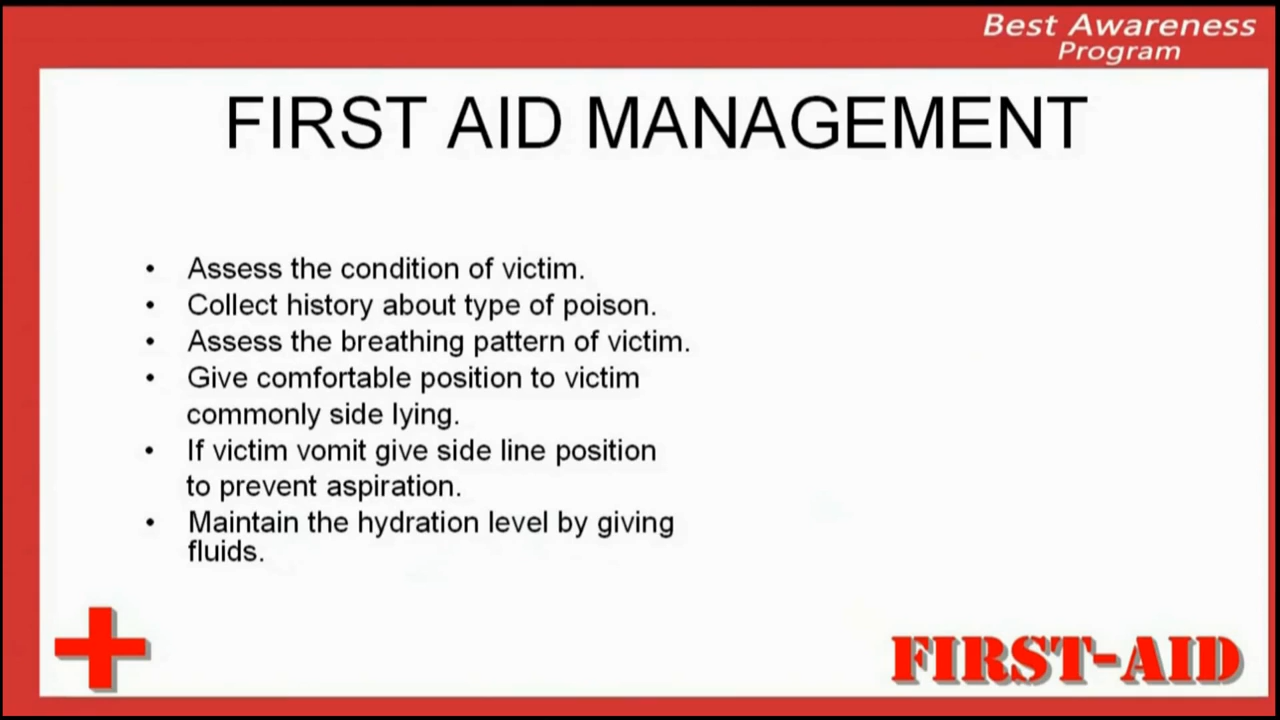 Best Awareness
Program
FIRST AID MANAGEMENT
• Assess the condition of victim.
• Collect history about type of poison.
• Assess the breathing pattern of victim.
• Give comfortable position to victim
commonly side lying.
• If victim vomit give side line position
to prevent aspiration.
• Maintain the hydration level by giving
fluids.
FIRST-AID